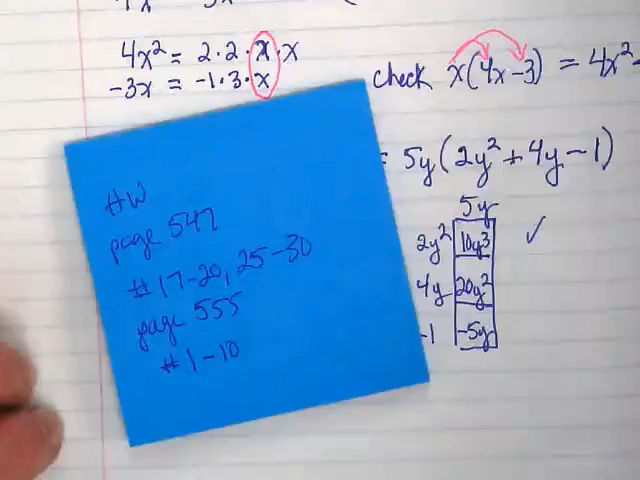 4x² = 2·2·x·x
-3x = -1·3·x
check x(4x-3) = 4x²-
= 5y(2y²+4y-1)
5y
2y² 10y³ ✓
4y 20y²
-1 -5y
HW
page 547
#17-20, 25-30
page 555
#1-10